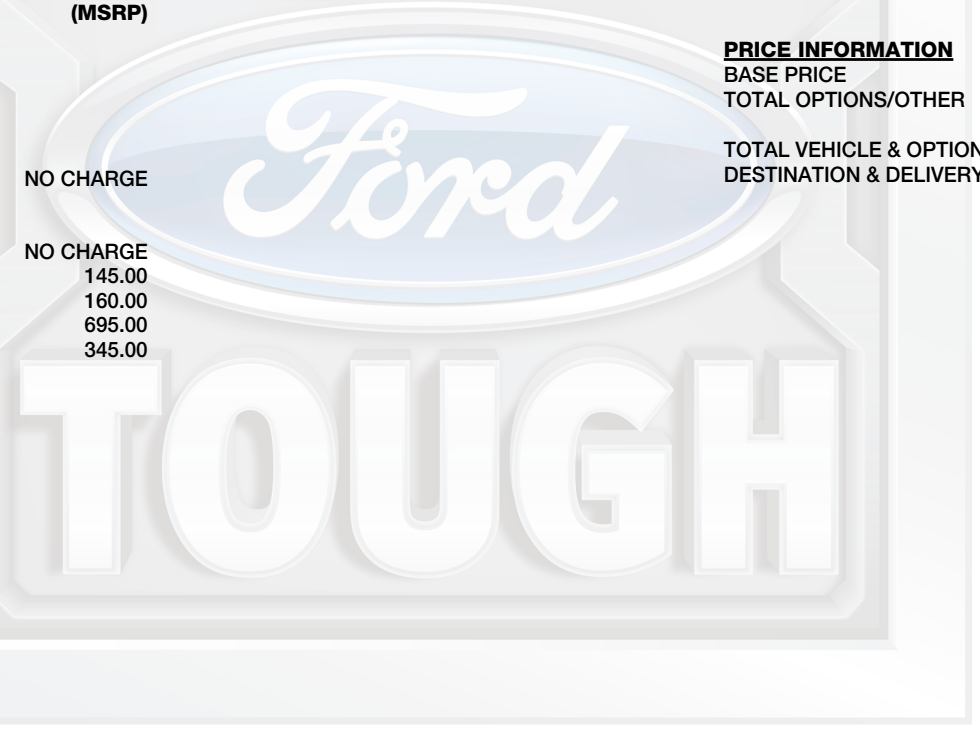 (MSRP)
NO CHARGE
NO CHARGE
145.00
160.00
695.00
345.00
PRICE INFORMATION
BASE PRICE
TOTAL OPTIONS/OTHER
TOTAL VEHICLE & OPTION
DESTINATION & DELIVERY
Ford
TOUGH